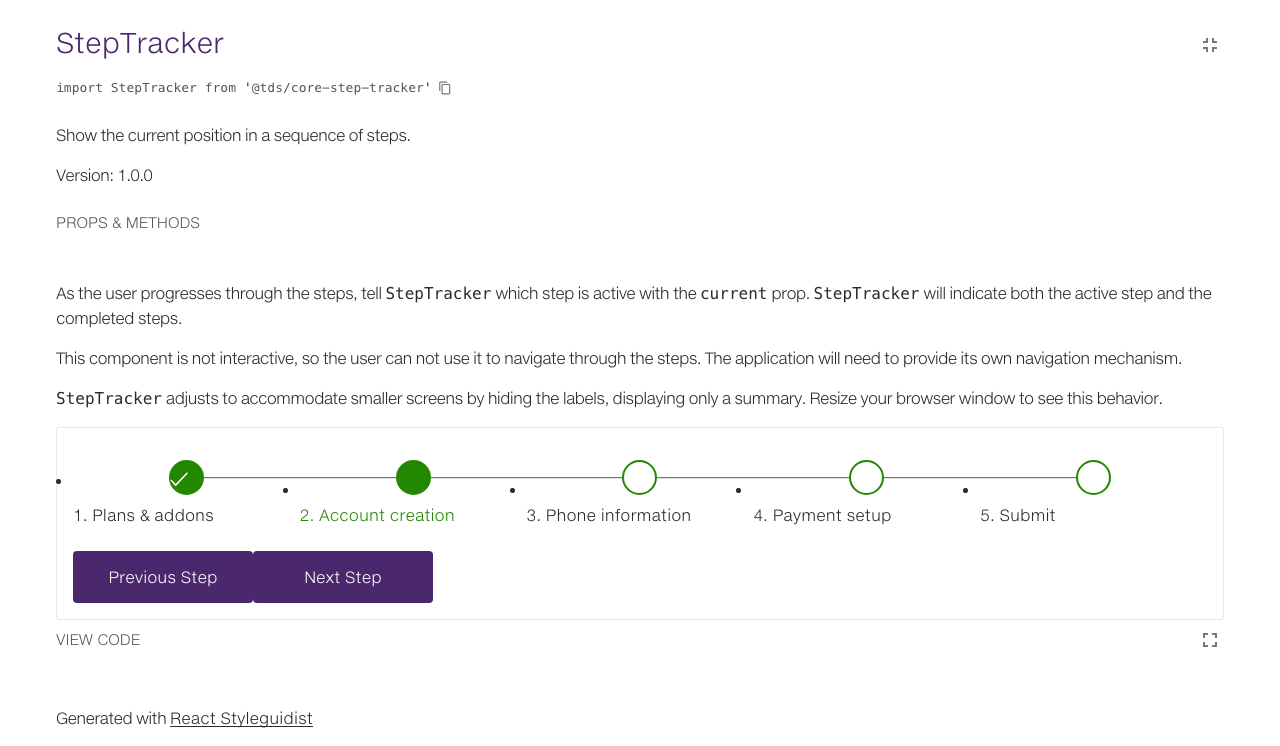 StepTracker
import StepTracker from '@tds/core-step-tracker'
Show the current position in a sequence of steps.
Version: 1.0.0
PROPS & METHODS
As the user progresses through the steps, tell StepTracker which step is active with the current prop. StepTracker will indicate both the active step and the
completed steps.
This component is not interactive, so the user can not use it to navigate through the steps. The application will need to provide its own navigation mechanism.
StepTracker adjusts to accommodate smaller screens by hiding the labels, displaying only a summary. Resize your browser window to see this behavior.
1. Plans & addons
2. Account creation
3. Phone information
4. Payment setup
5. Submit
Previous Step
Next Step
VIEW CODE
Generated with React Styleguidist